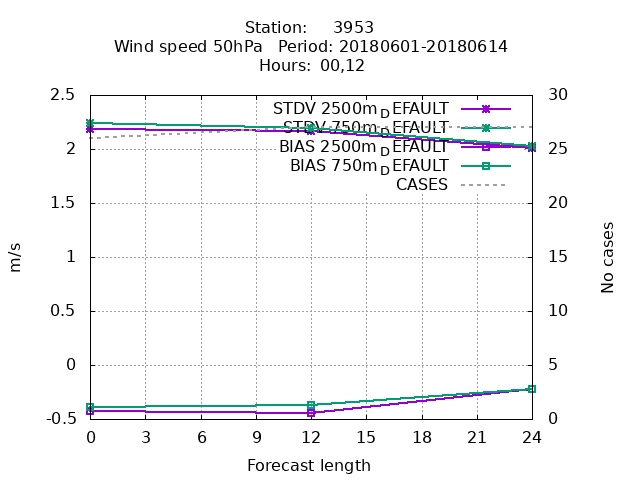 Station: 3953
Wind speed 50hPa Period: 20180601-20180614
Hours: 00,12
2.5
2
1.5
1
0.5
0
-0.5
30
25
20
15
10
5
0
STDV 2500m_DEFAULT
STDV 750m_DEFAULT
BIAS 2500m_DEFAULT
BIAS 750m_DEFAULT
CASES
m/s
No cases
0 3 6 9 12 15 18 21 24
Forecast length